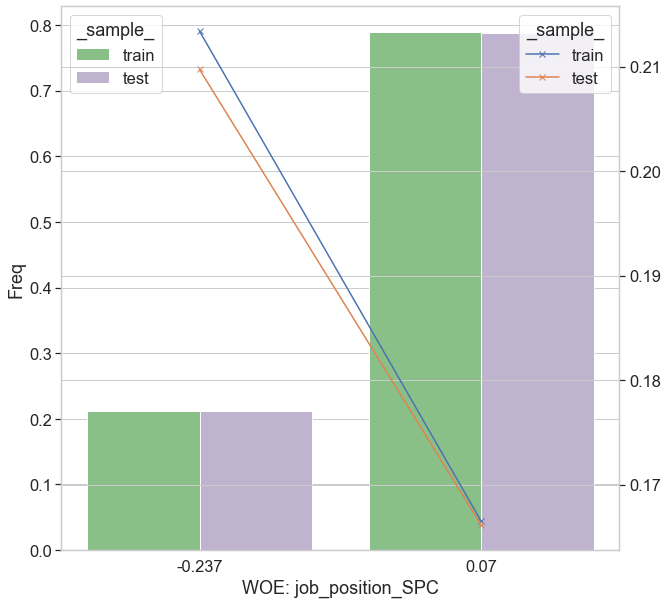 _sample_
train
test
_sample_
train
test
0.8
0.7
0.6
0.5
0.4
0.3
0.2
0.1
0.0
Freq
0.21
0.20
0.19
0.18
0.17
-0.237
0.07
WOE: job_position_SPC